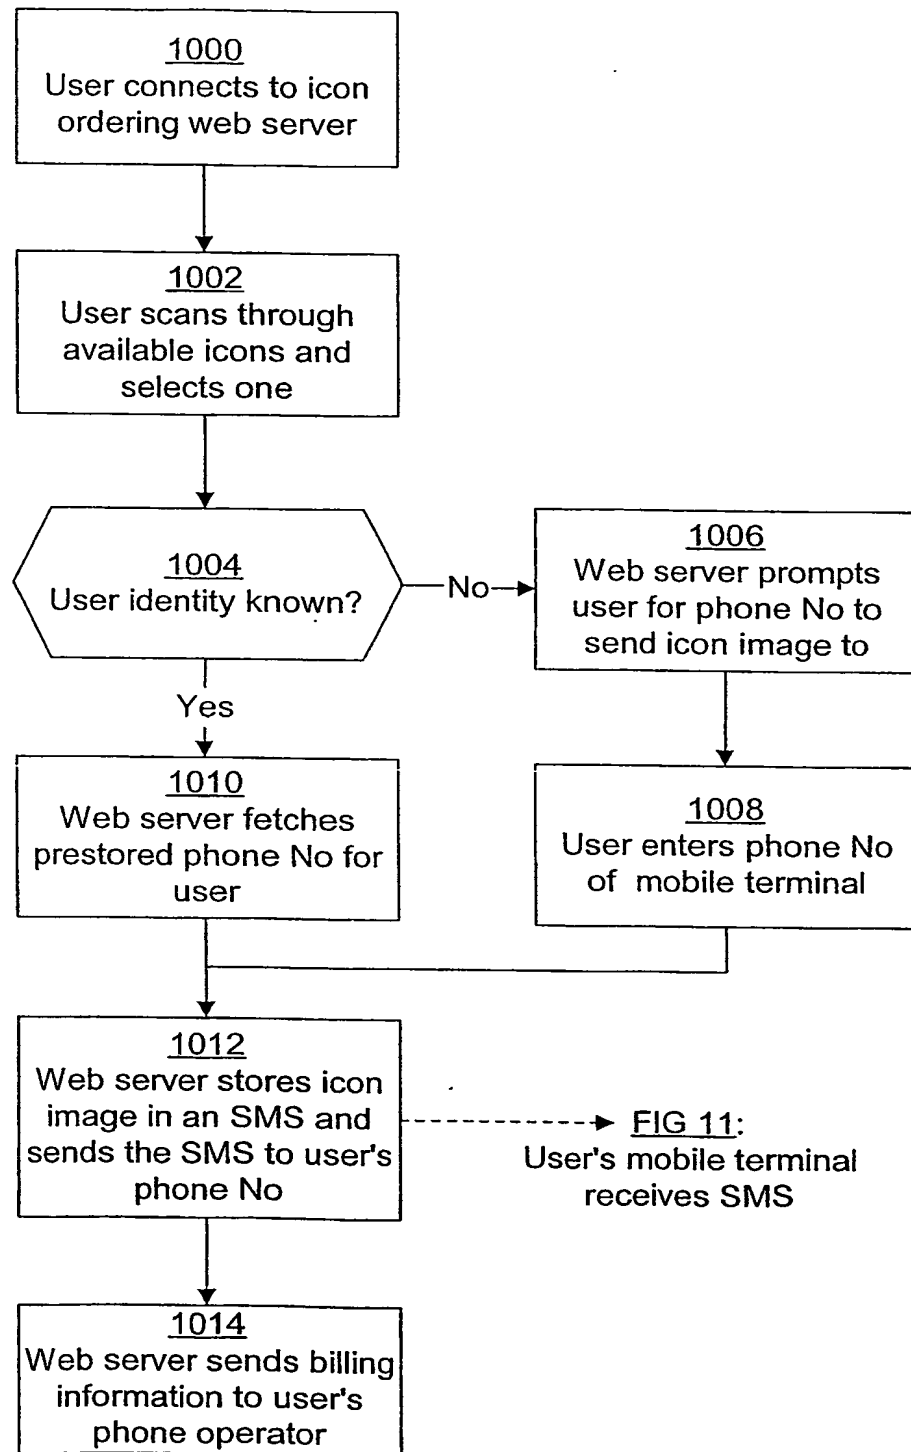 1000
User connects to icon
ordering web server
1002
User scans through
available icons and
selects one
1004
User identity known?
No
1006
Web server prompts
user for phone No to
send icon image to
Yes
1010
Web server fetches
prestored phone No for
user
1008
User enters phone No
of mobile terminal
1012
Web server stores icon
image in an SMS and
sends the SMS to user's
phone No
FIG 11:
User's mobile terminal
receives SMS
1014
Web server sends billing
information to user's
phone operator